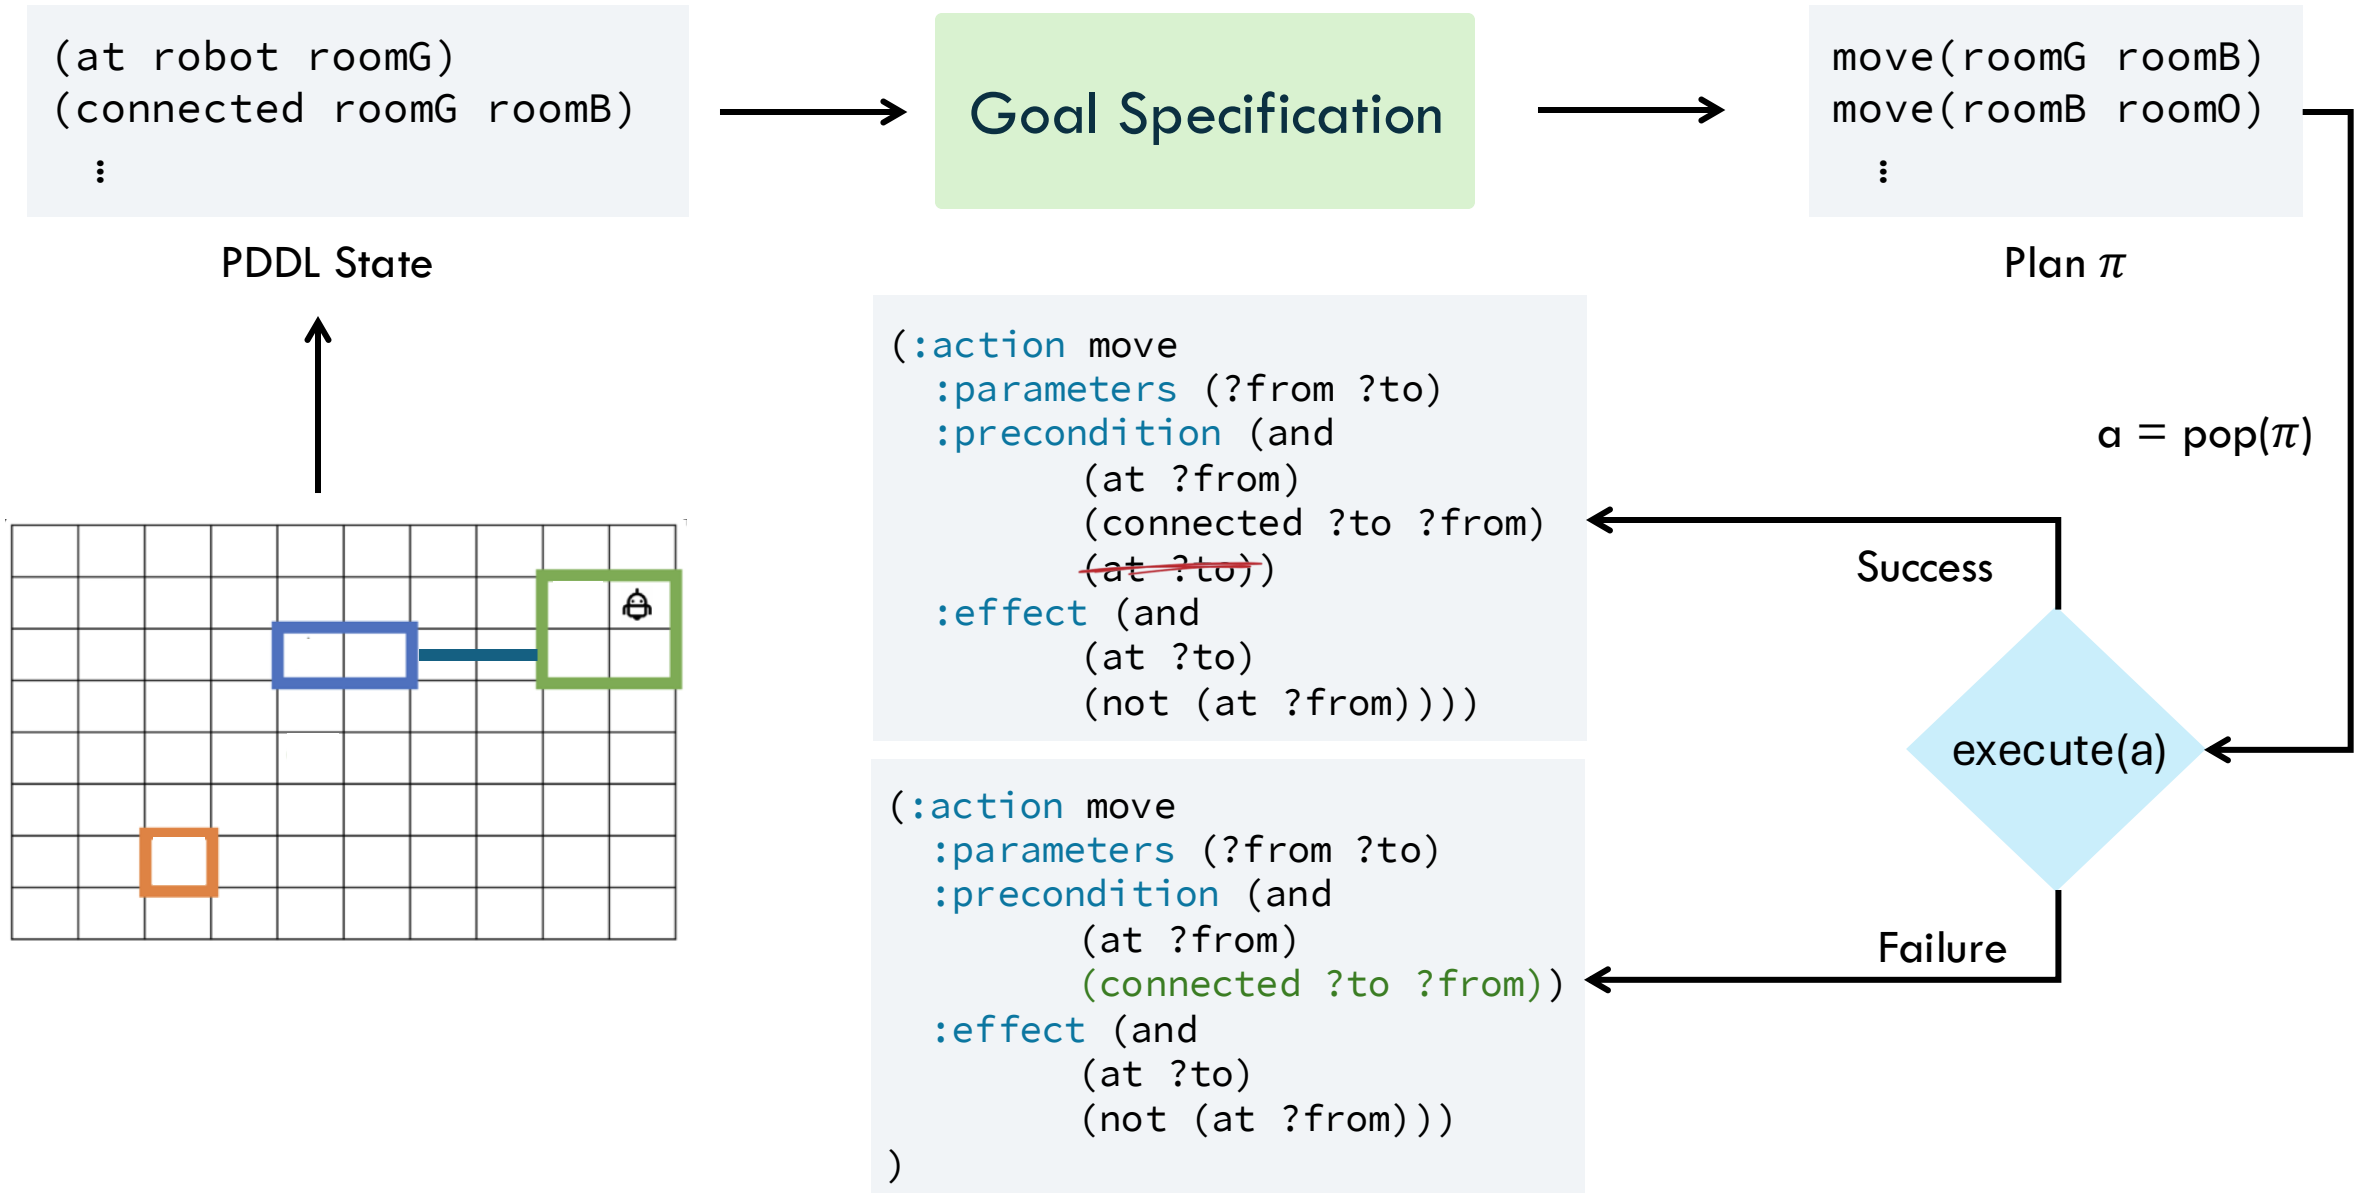 (at robot roomG)
(connected roomG roomB)
⋮
PDDL State
Goal Specification
move(roomG roomB)
move(roomB roomO)
⋮
Plan π
a = pop(π)
(:action move
:parameters (?from ?to)
:precondition (and
(at ?from)
(connected ?to ?from)
(at ?to))
:effect (and
(at ?to)
(not (at ?from))))
Success
execute(a)
Failure
(:action move
:parameters (?from ?to)
:precondition (and
(at ?from)
(connected ?to ?from))
:effect (and
(at ?to)
(not (at ?from)))
)